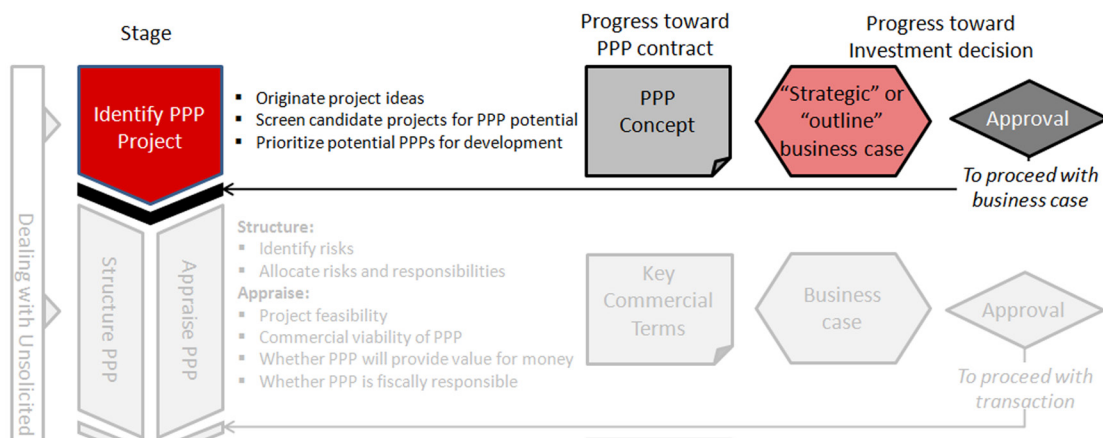 Stage
Progress toward
PPP contract
Progress toward
Investment decision
Identify PPP
Project
▪ Originate project ideas
▪ Screen candidate projects for PPP potential
▪ Prioritize potential PPPs for development
PPP
Concept
“Strategic” or
“outline”
business case
Approval
To proceed with
business case
Dealing with Unsolicited
Structure PPP
Appraise PPP
Structure:
▪ Identify risks
▪ Allocate risks and responsibilities
Appraise:
▪ Project feasibility
▪ Commercial viability of PPP
▪ Whether PPP will provide value for money
▪ Whether PPP is fiscally responsible
Key
Commercial
Terms
Business
case
Approval
To proceed with
transaction